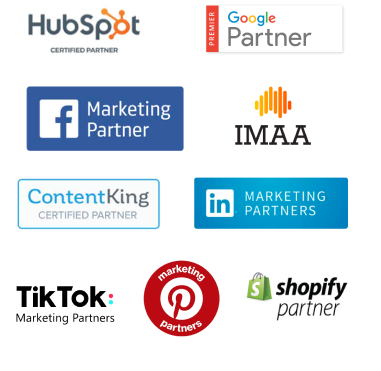 HubSpot
CERTIFIED PARTNER
PREMIER
Google
Partner
Marketing
Partner
IMAA
ContentKing
CERTIFIED PARTNER
in MARKETING
PARTNERS
TikTok:
Marketing Partners
marketing
partners
shopify
partner